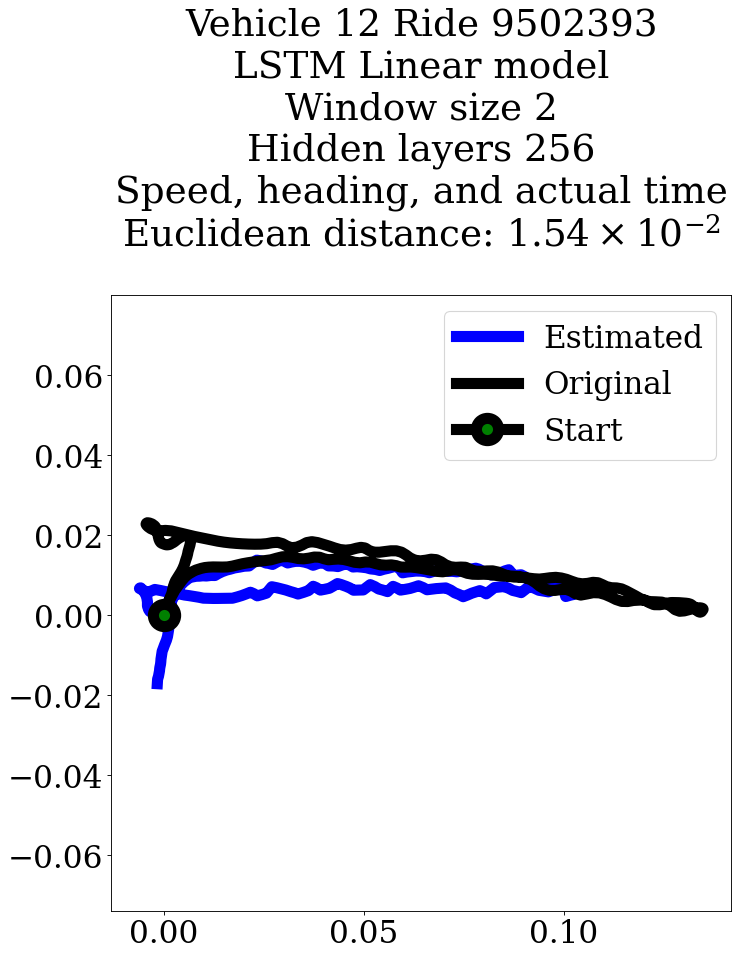 Vehicle 12 Ride 9502393
LSTM Linear model
Window size 2
Hidden layers 256
Speed, heading, and actual time
Euclidean distance: 1.54 × 10⁻²
Estimated
Original
Start
0.06
0.04
0.02
0.00
−0.02
−0.04
−0.06
0.00 0.05 0.10